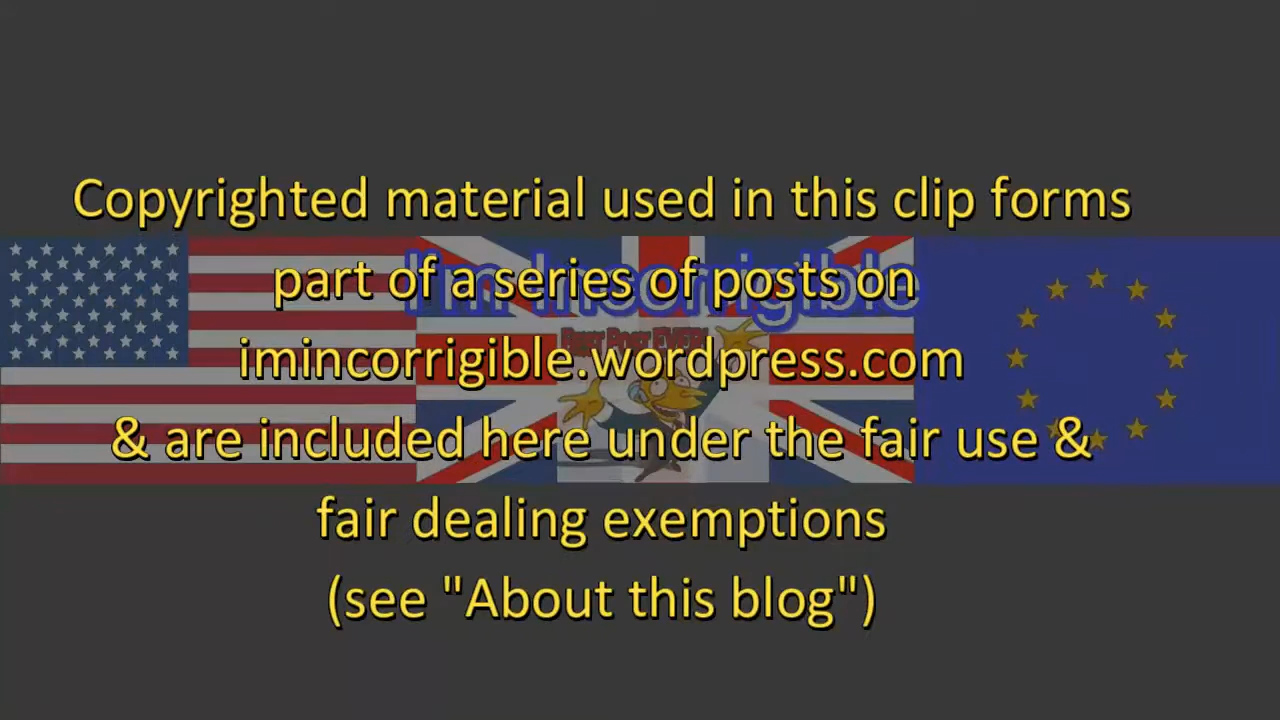 Copyrighted material used in this clip forms
part of a series of posts on
I'm Incorrigible
imincorrigible.wordpress.com
& are included here under the fair use &
fair dealing exemptions
(see "About this blog")